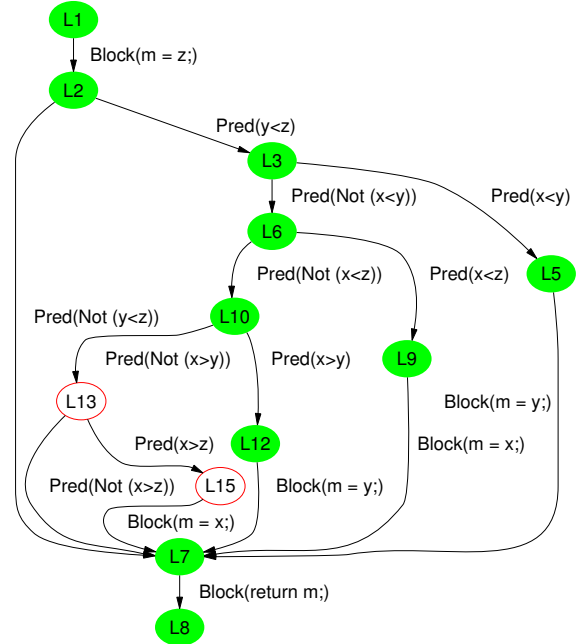 L1
Block(m = z;)
L2
Pred(y<z)
L3
Pred(Not (x<y))
Pred(x<y)
L6
Pred(Not (x<z))
Pred(x<z)
L5
L10
Pred(Not (y<z))
Pred(Not (x>y))
Pred(x>y)
L9
L13
Block(m = y;)
Pred(x>z)
L12
Block(m = x;)
Pred(Not (x>z))
L15
Block(m = y;)
Block(m = x;)
L7
Block(return m;)
L8